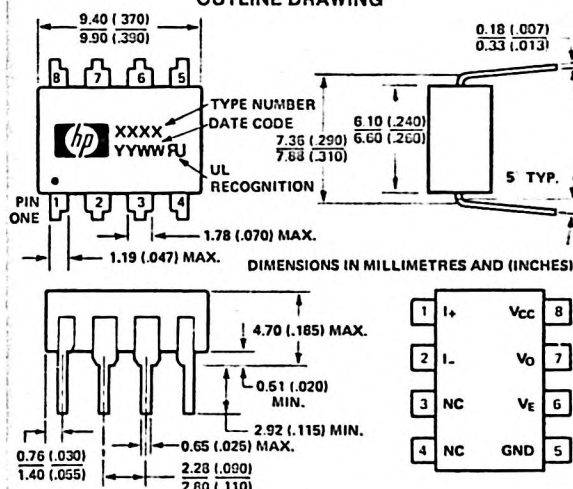 OUTLINE DRAWING
9.40 (.370)
9.90 (.390)
8 7 6 5
hp
XXXX
YYWW RU
TYPE NUMBER
DATE CODE
UL
RECOGNITION
PIN
ONE
1 2 3 4
1.78 (.070) MAX.
1.19 (.047) MAX.
0.18 (.007)
0.33 (.013)
7.36 (.290)
7.88 (.310)
6.10 (.240)
6.60 (.260)
5 TYP.
DIMENSIONS IN MILLIMETRES AND (INCHES)
4.70 (.185) MAX.
0.51 (.020)
MIN.
2.92 (.115) MIN.
0.65 (.025) MAX.
0.76 (.030)
1.40 (.055)
2.28 (.090)
2.80 (.110)
1 I+ VCC 8
2 I- VO 7
3 NC VE 6
4 NC GND 5